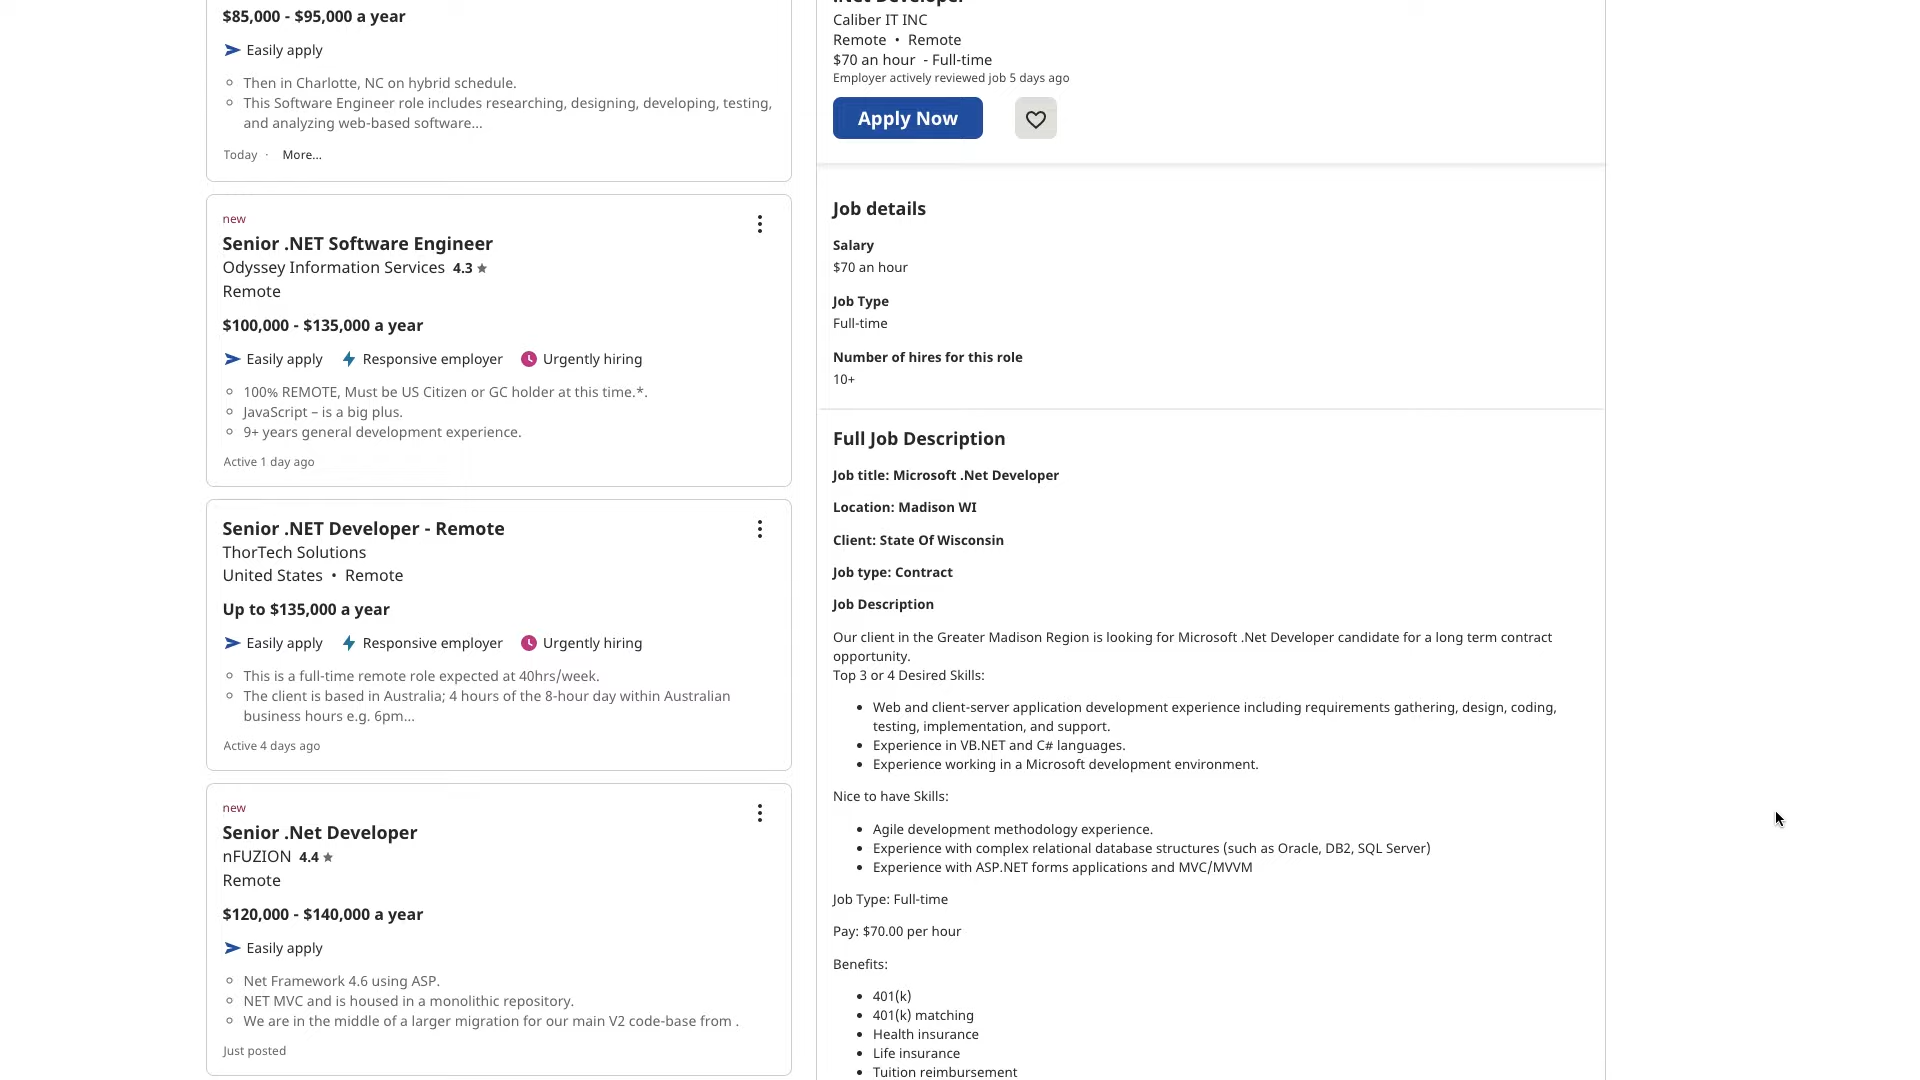 $85,000 - $95,000 a year
Easily apply
Then in Charlotte, NC on hybrid schedule.
This Software Engineer role includes researching, designing, developing, testing,
and analyzing web-based software...
Today · More...
new
Senior .NET Software Engineer
Odyssey Information Services 4.3
Remote
$100,000 - $135,000 a year
Easily apply Responsive employer Urgently hiring
100% REMOTE, Must be US Citizen or GC holder at this time.*.
JavaScript – is a big plus.
9+ years general development experience.
Active 1 day ago
Senior .NET Developer - Remote
ThorTech Solutions
United States • Remote
Up to $135,000 a year
Easily apply Responsive employer Urgently hiring
This is a full-time remote role expected at 40hrs/week.
The client is based in Australia; 4 hours of the 8-hour day within Australian
business hours e.g. 6pm...
Active 4 days ago
new
Senior .Net Developer
nFUZION 4.4
Remote
$120,000 - $140,000 a year
Easily apply
Net Framework 4.6 using ASP.
NET MVC and is housed in a monolithic repository.
We are in the middle of a larger migration for our main V2 code-base from .
Just posted
.Net Developer
Caliber IT INC
Remote • Remote
$70 an hour - Full-time
Employer actively reviewed job 5 days ago
Apply Now
Job details
Salary
$70 an hour
Job Type
Full-time
Number of hires for this role
10+
Full Job Description
Job title: Microsoft .Net Developer
Location: Madison WI
Client: State Of Wisconsin
Job type: Contract
Job Description
Our client in the Greater Madison Region is looking for Microsoft .Net Developer candidate for a long term contract
opportunity.
Top 3 or 4 Desired Skills:
Web and client-server application development experience including requirements gathering, design, coding,
testing, implementation, and support.
Experience in VB.NET and C# languages.
Experience working in a Microsoft development environment.
Nice to have Skills:
Agile development methodology experience.
Experience with complex relational database structures (such as Oracle, DB2, SQL Server)
Experience with ASP.NET forms applications and MVC/MVVM
Job Type: Full-time
Pay: $70.00 per hour
Benefits:
401(k)
401(k) matching
Health insurance
Life insurance
Tuition reimbursement